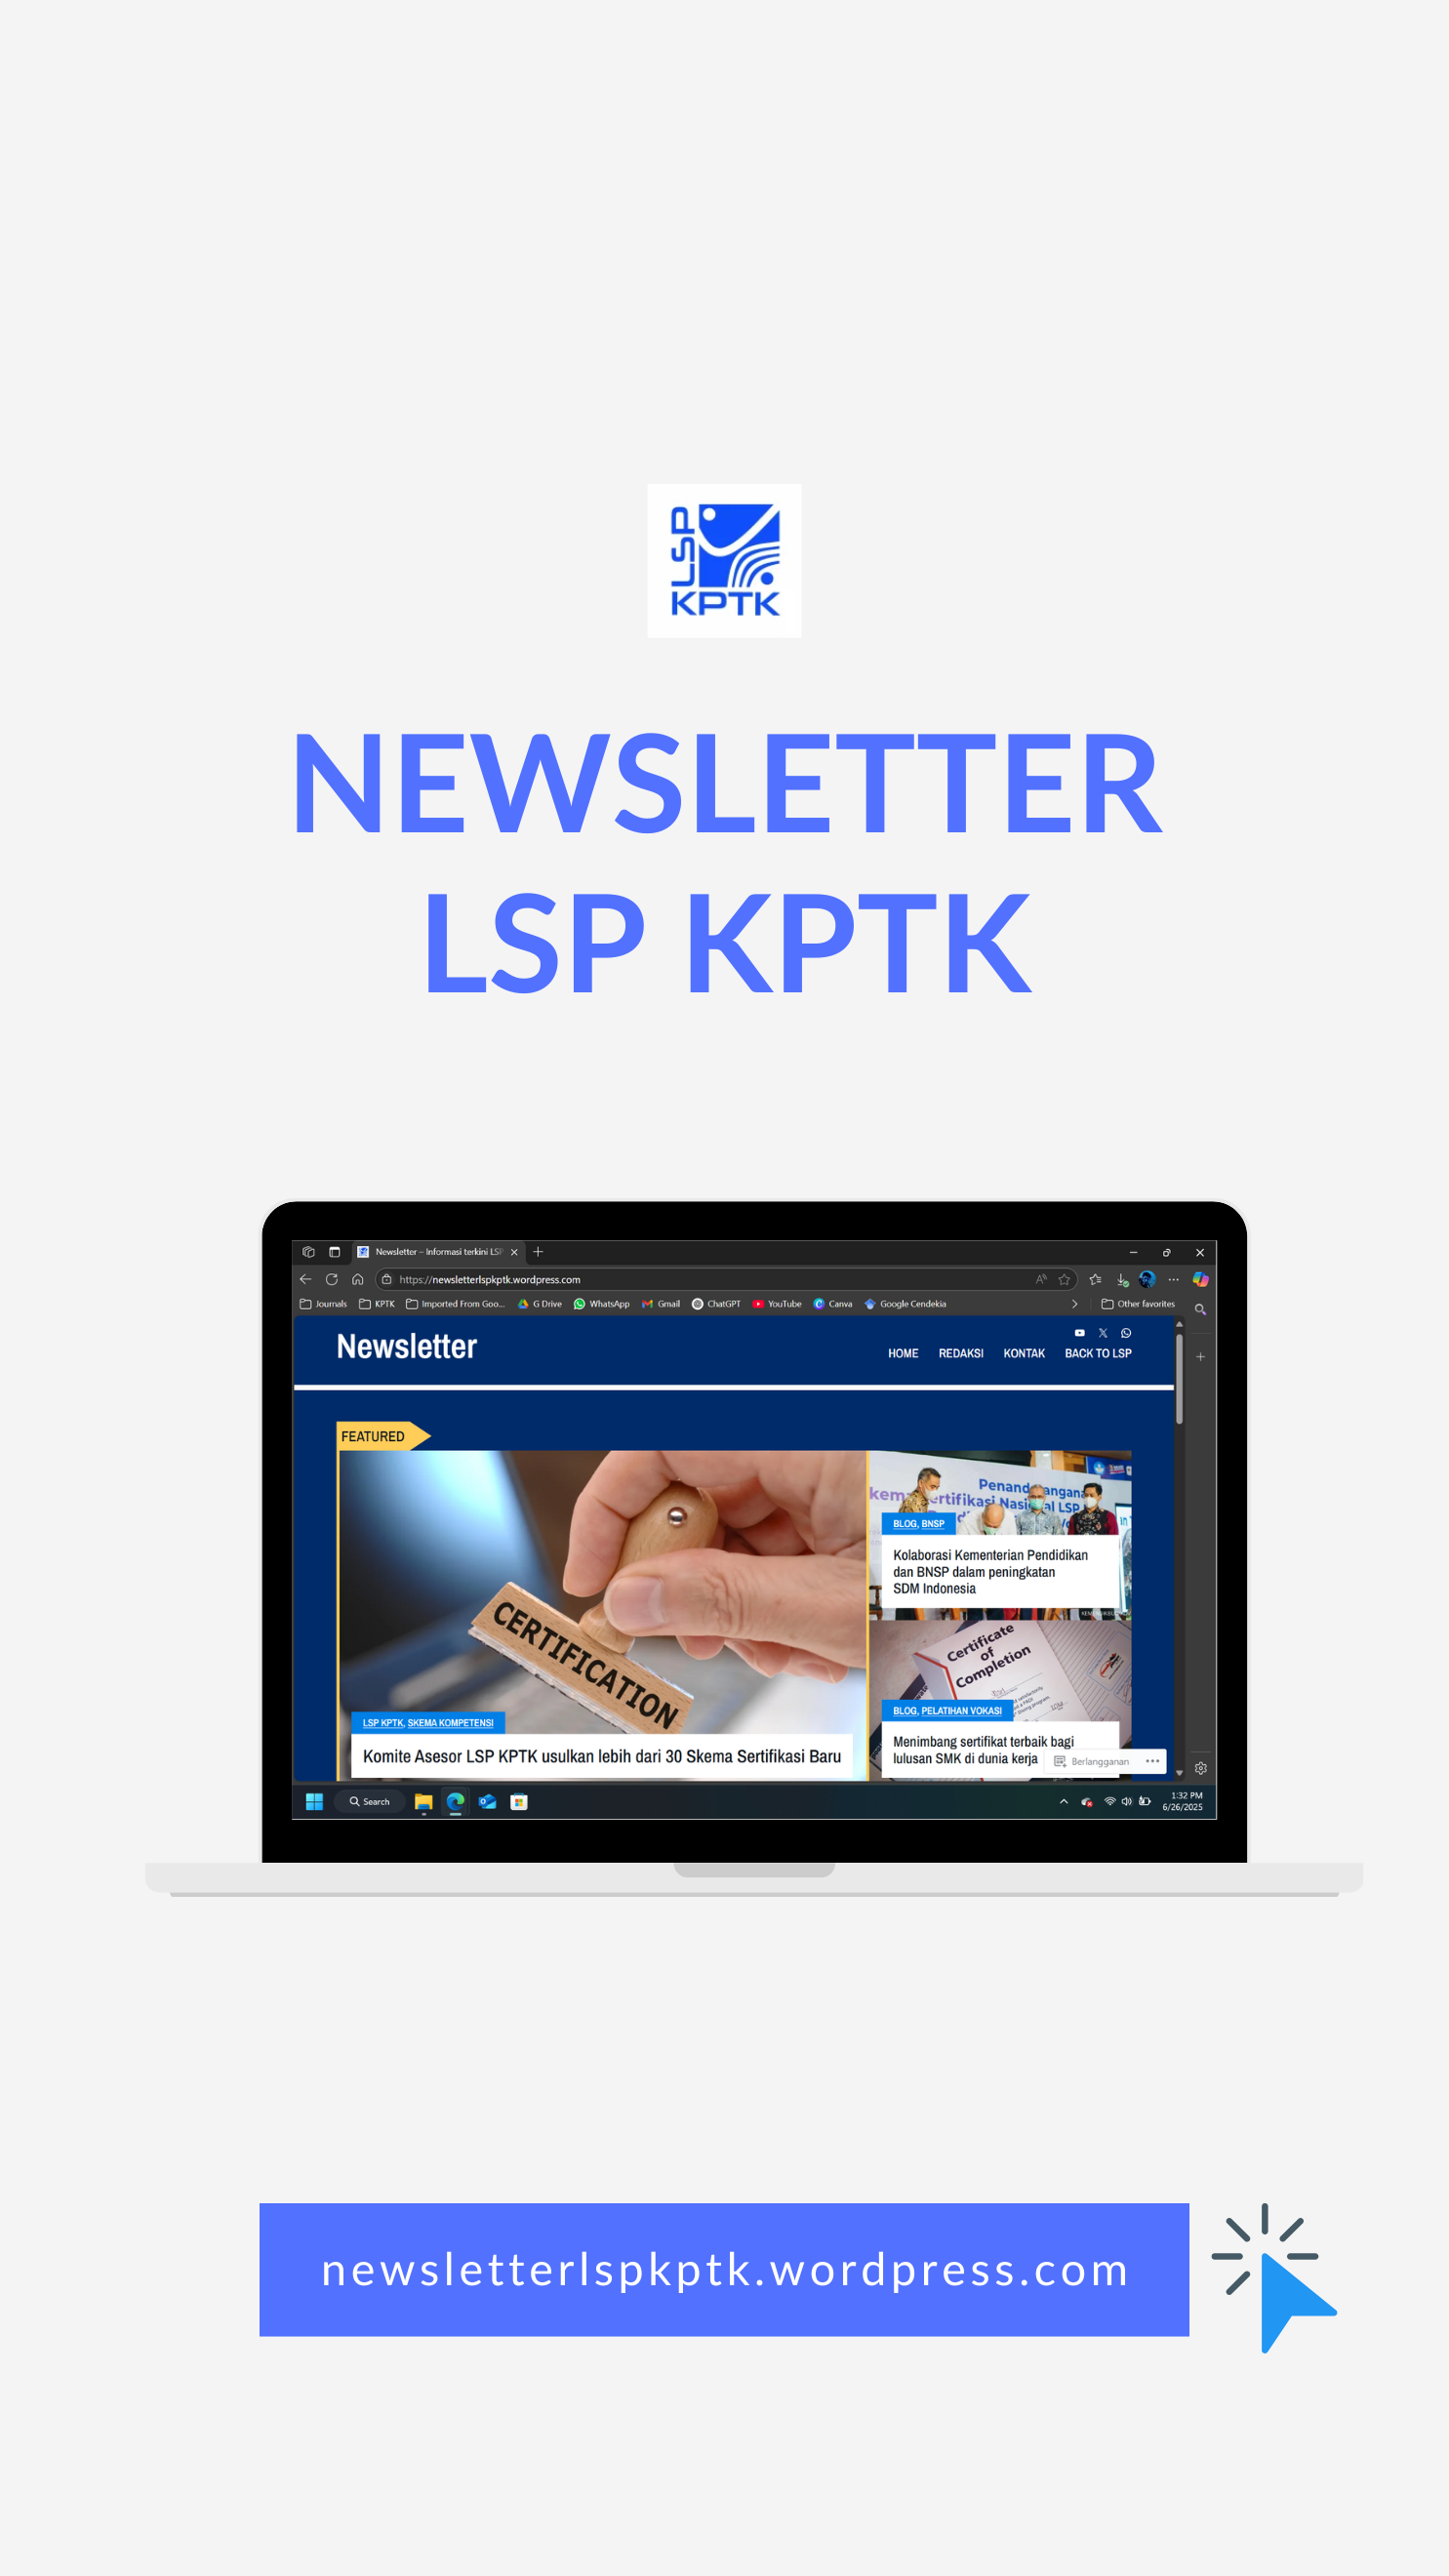 LSP
KPTK
NEWSLETTER
LSP KPTK
Newsletter – Informasi terkini LSP
https://newsletterlspkptk.wordpress.com
Journals KPTK Imported From Goo... G Drive WhatsApp Gmail ChatGPT YouTube Canva Google Cendekia Other favorites
Newsletter
HOME REDAKSI KONTAK BACK TO LSP
FEATURED
CERTIFICATION
LSP KPTK, SKEMA KOMPETENSI
Komite Asesor LSP KPTK usulkan lebih dari 30 Skema Sertifikasi Baru
BLOG, BNSP
Kolaborasi Kementerian Pendidikan
dan BNSP dalam peningkatan
SDM Indonesia
Certificate
of
Completion
BLOG, PELATIHAN VOKASI
Menimbang sertifikat terbaik bagi
lulusan SMK di dunia kerja
Berlangganan
Search
1:32 PM
6/26/2025
newsletterlspkptk.wordpress.com